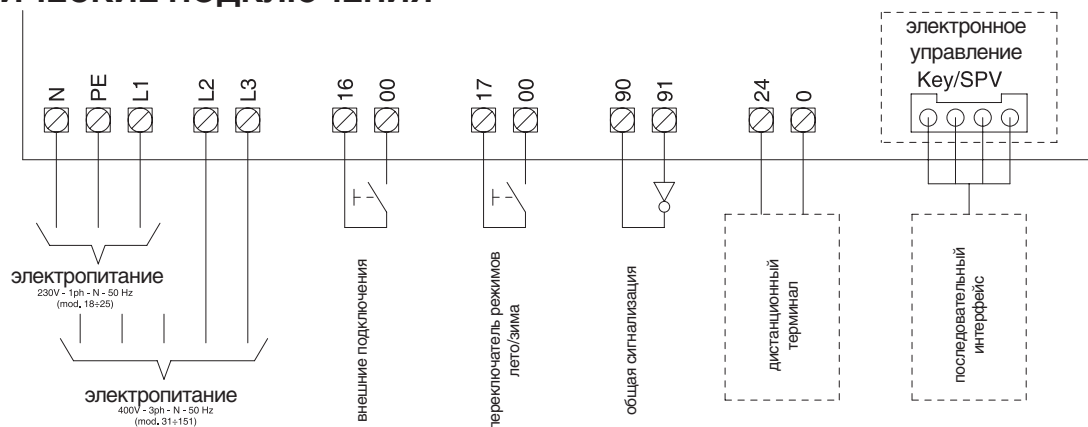 ПОДКЛЮЧЕНИЯ
электронное
управление
Key/SPV
N PE L1 L2 L3 16 00 17 00 90 91 24 0
электропитание
230V - 1ph - N - 50 Hz
(mod. 18÷25)
электропитание
400V - 3ph - N - 50 Hz
(mod. 31÷151)
внешние подключения
переключатель режимов
лето/зима
общая сигнализация
дистанционный
терминал
последовательный
интерфейс